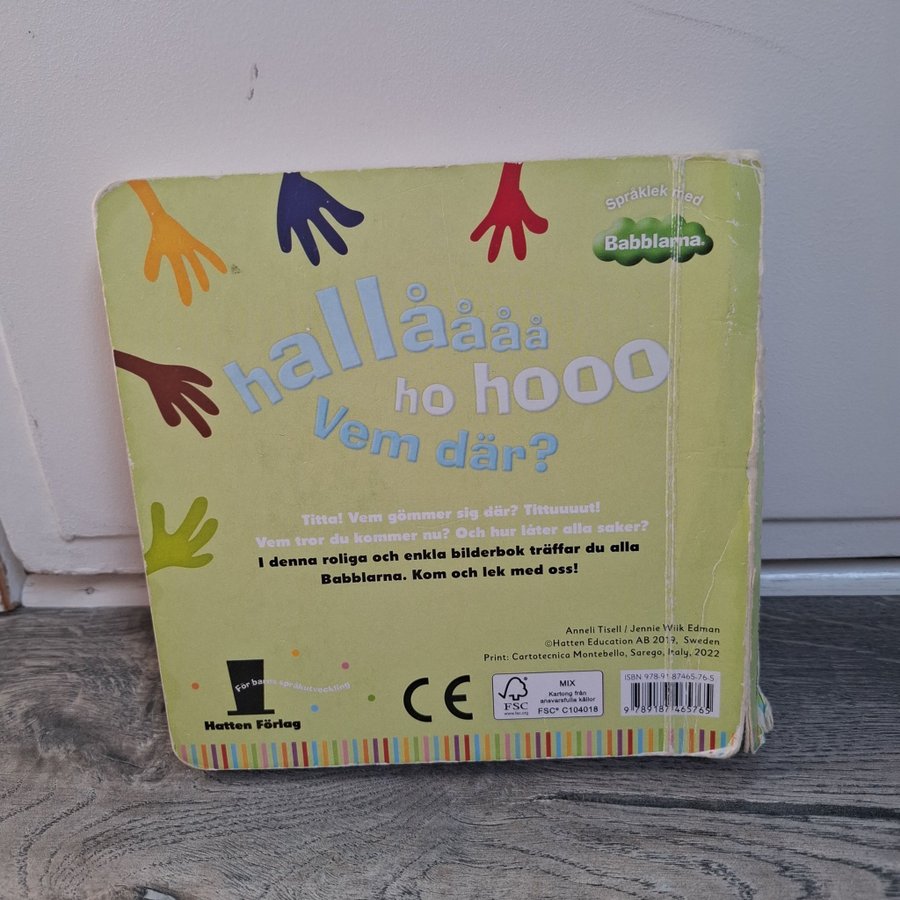 Språklek med
Babblarna.
hallåååå
ho hooo
Vem där?
Titta! Vem gömmer sig där? Tittuuuut!
Vem tror du kommer nu? Och hur låter alla saker?
I denna roliga och enkla bilderbok träffar du alla
Babblarna. Kom och lek med oss!
Anneli Tisell / Jennie Wiik Edman
©Hatten Education AB 2019, Sweden
Print: Cartotecnica Montebello, Sarego, Italy, 2022
För barns språkutveckling
Hatten Förlag
CE
FSC
www.fsc.org
MIX
Kartong från
ansvarsfulla källor
FSC® C104018
ISBN 978-91-87465-76-5
9 789187 465765